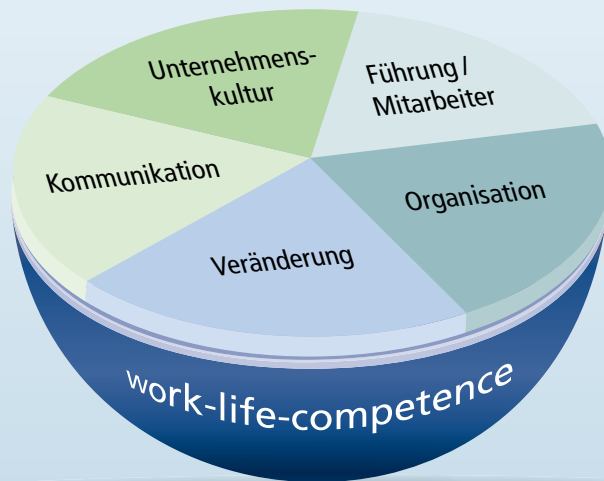 Unternehmens-
kultur
Führung /
Mitarbeiter
Kommunikation
Organisation
Veränderung
work-life-competence